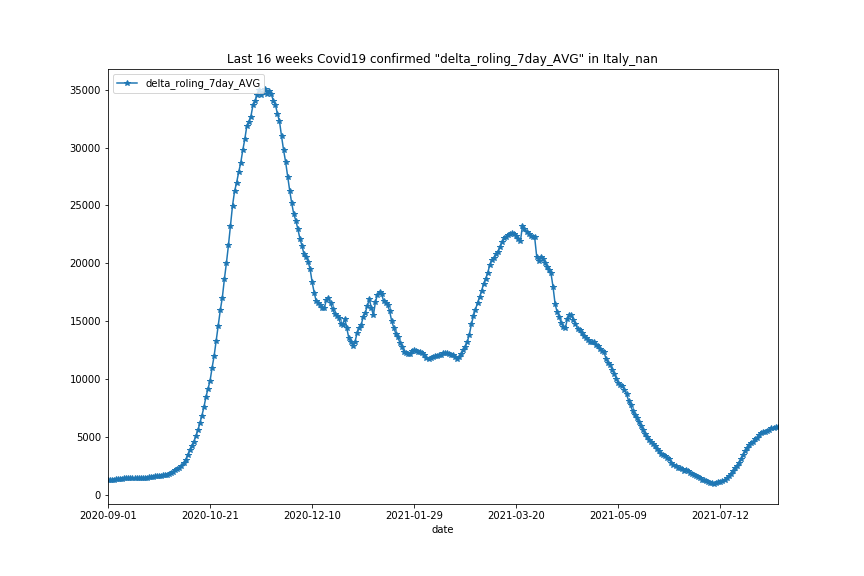 Last 16 weeks Covid19 confirmed "delta_roling_7day_AVG" in Italy_nan
delta_roling_7day_AVG
35000
30000
25000
20000
15000
10000
5000
0
2020-09-01 2020-10-21 2020-12-10 2021-01-29 2021-03-20 2021-05-09 2021-07-12
date